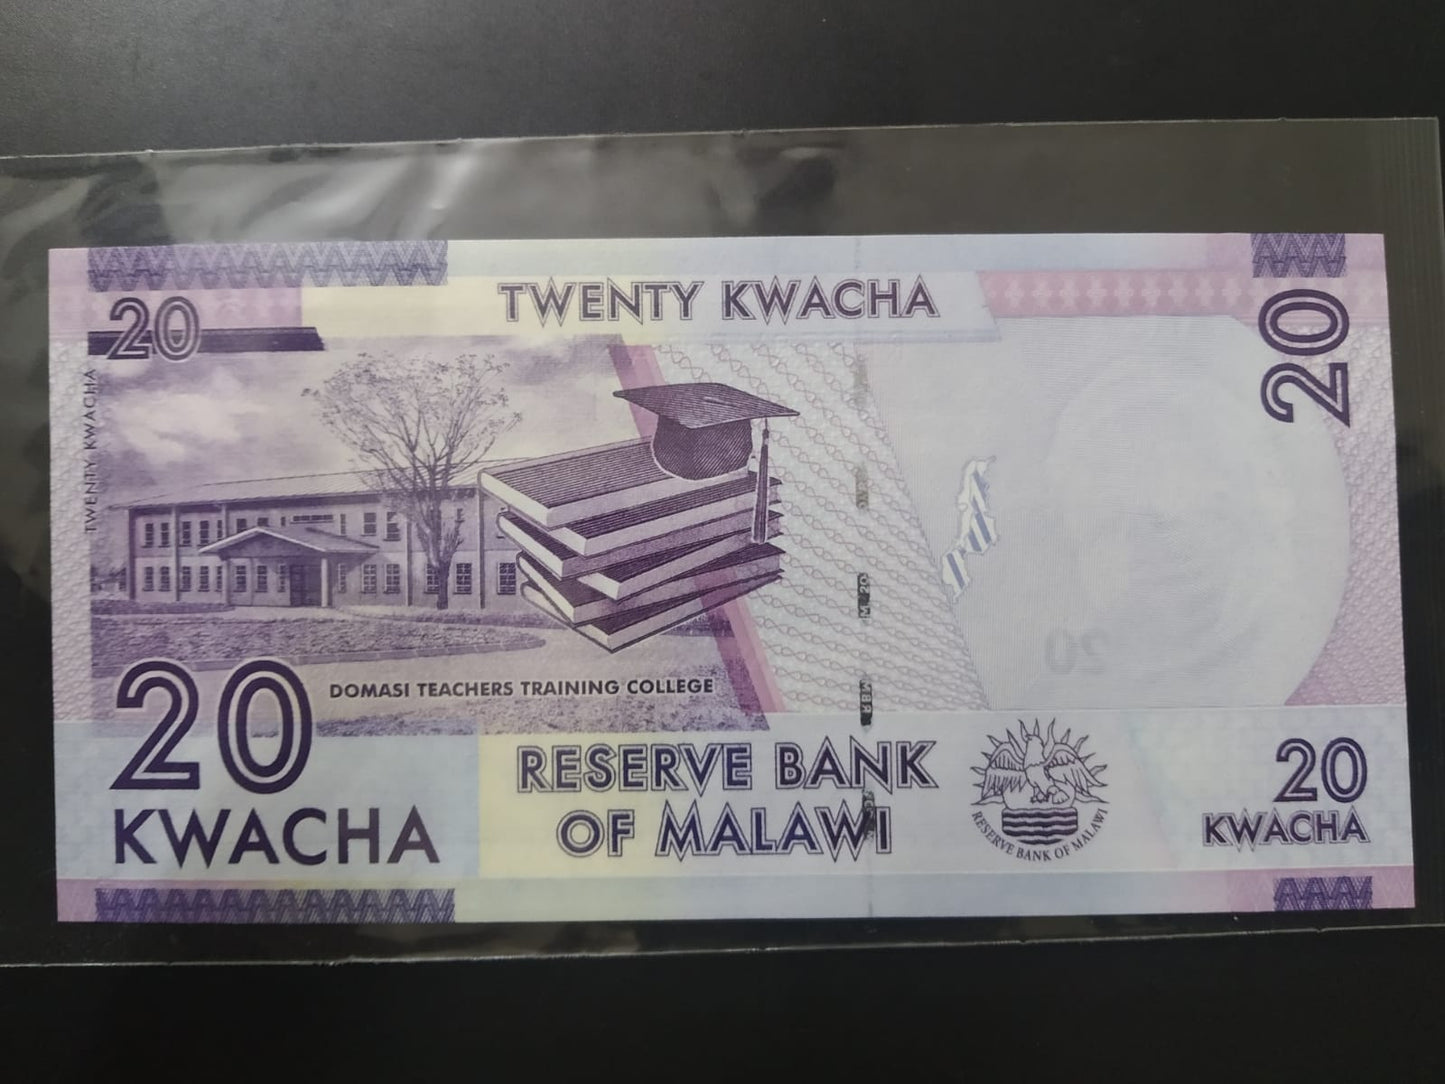 TWENTY KWACHA
20
20
TWENTY KWACHA
DOMASI TEACHERS TRAINING COLLEGE
20
KWACHA
RESERVE BANK
OF MALAWI
RESERVE BANK OF MALAWI
20
KWACHA
20